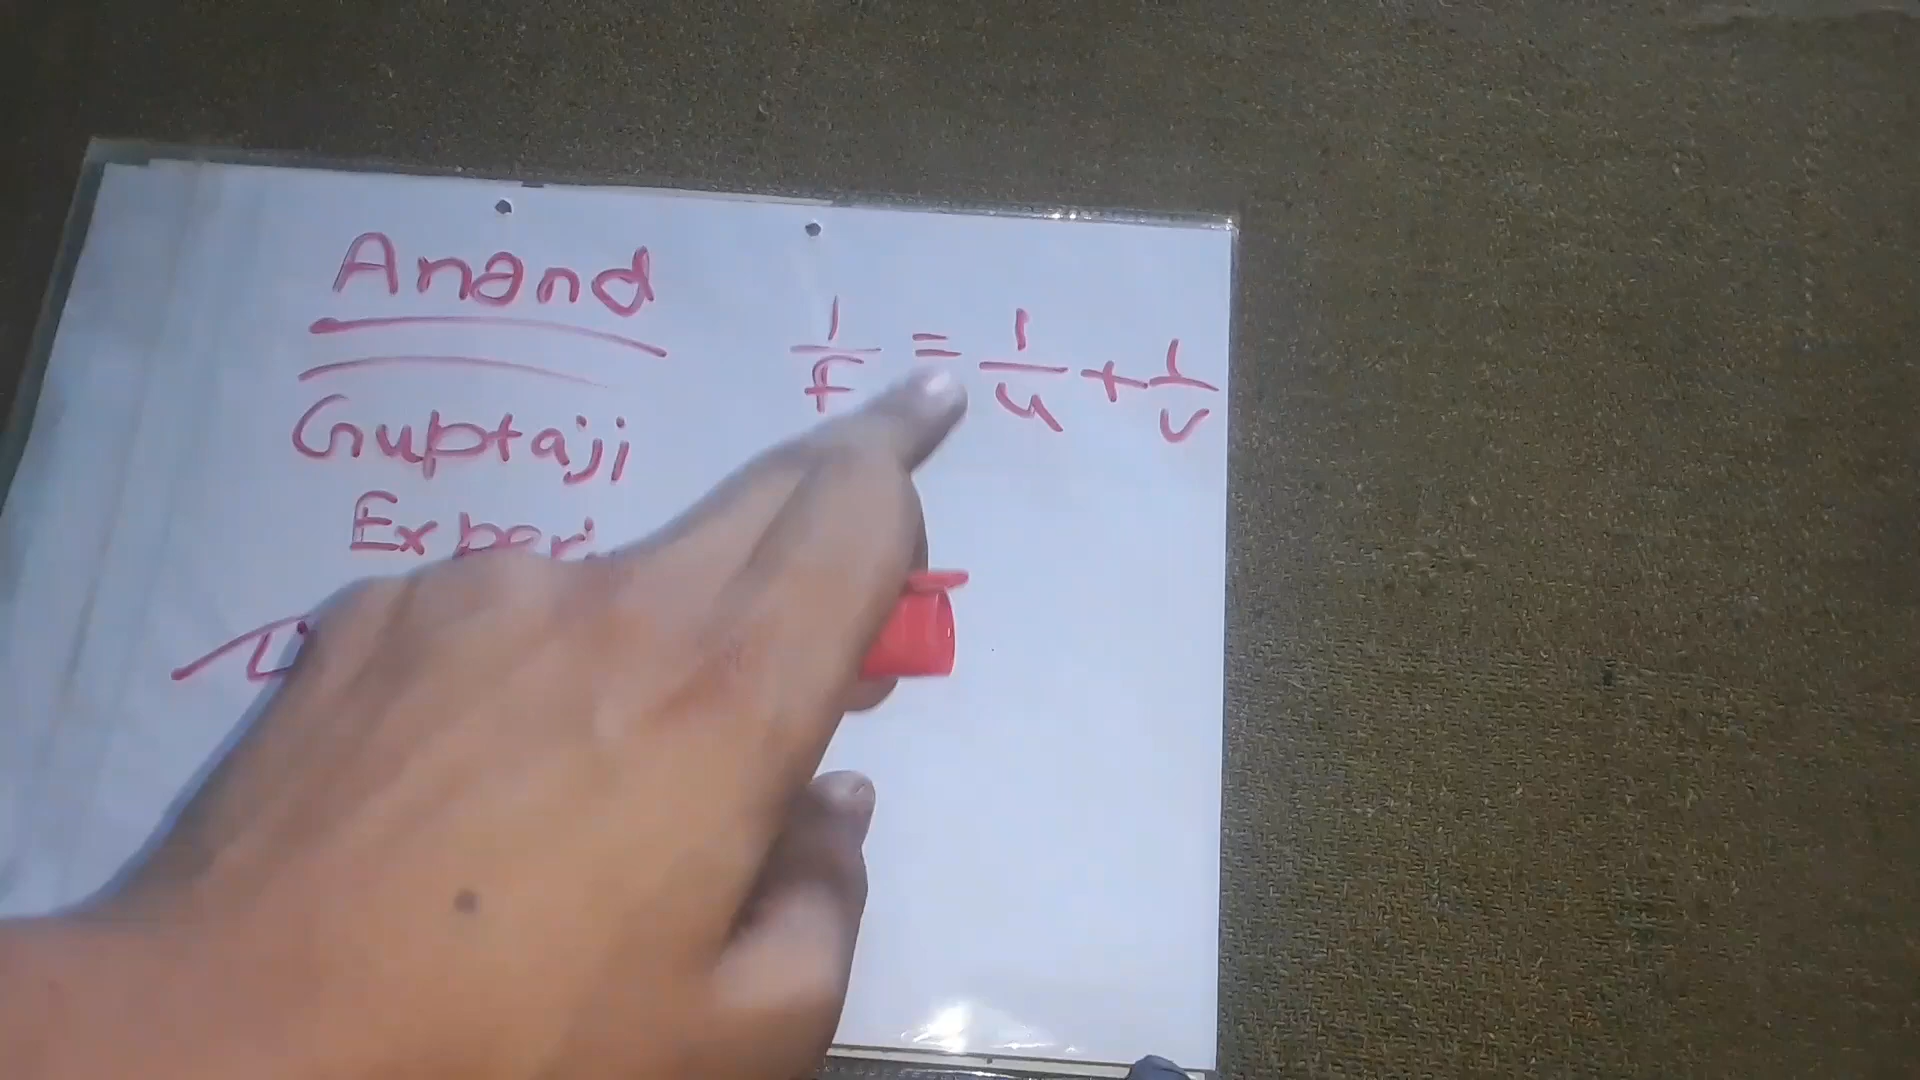 Anand
Guptaji
1/F = 1/u + 1/v